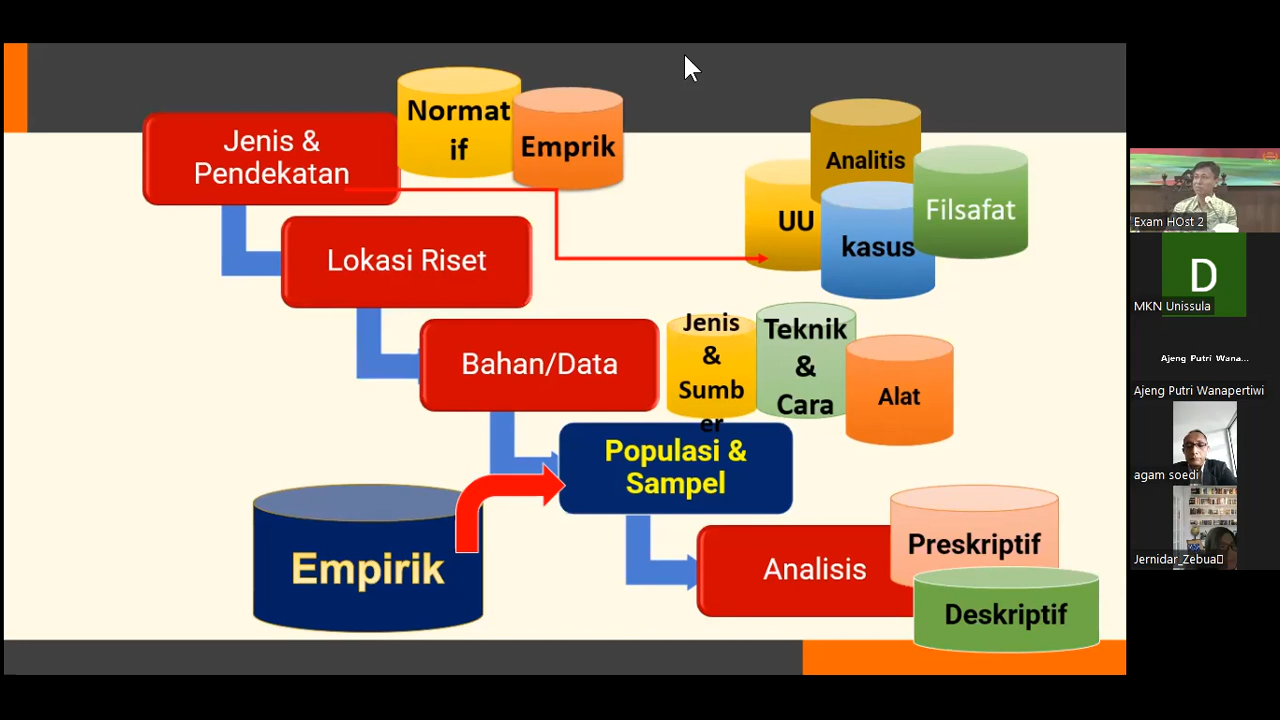 Jenis &
Pendekatan
Normat
if
Emprik
Analitis
UU
kasus
Filsafat
Lokasi Riset
Bahan/Data
Jenis
&
Sumb
er
Teknik
&
Cara
Alat
Populasi &
Sampel
Empirik
Analisis
Preskriptif
Deskriptif
Exam HOst 2
D
MKN Unissula
Ajeng Putri Wana...
Ajeng Putri Wanapertiwi
agam soedi
Jernidar_Zebua